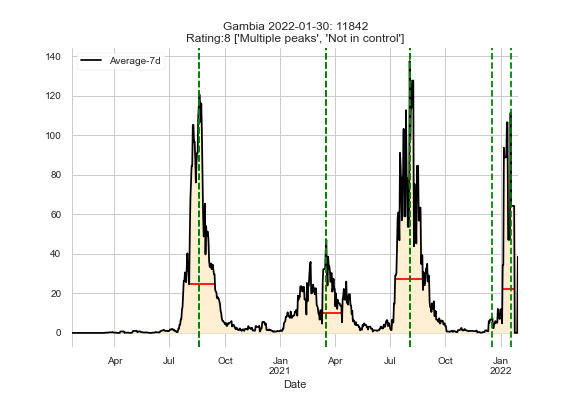 Gambia 2022-01-30: 11842
Rating:8 ['Multiple peaks', 'Not in control']
140
120
100
80
60
40
20
0
Average-7d
Apr Jul Oct Jan Apr Jul Oct Jan
2021 2022
Date